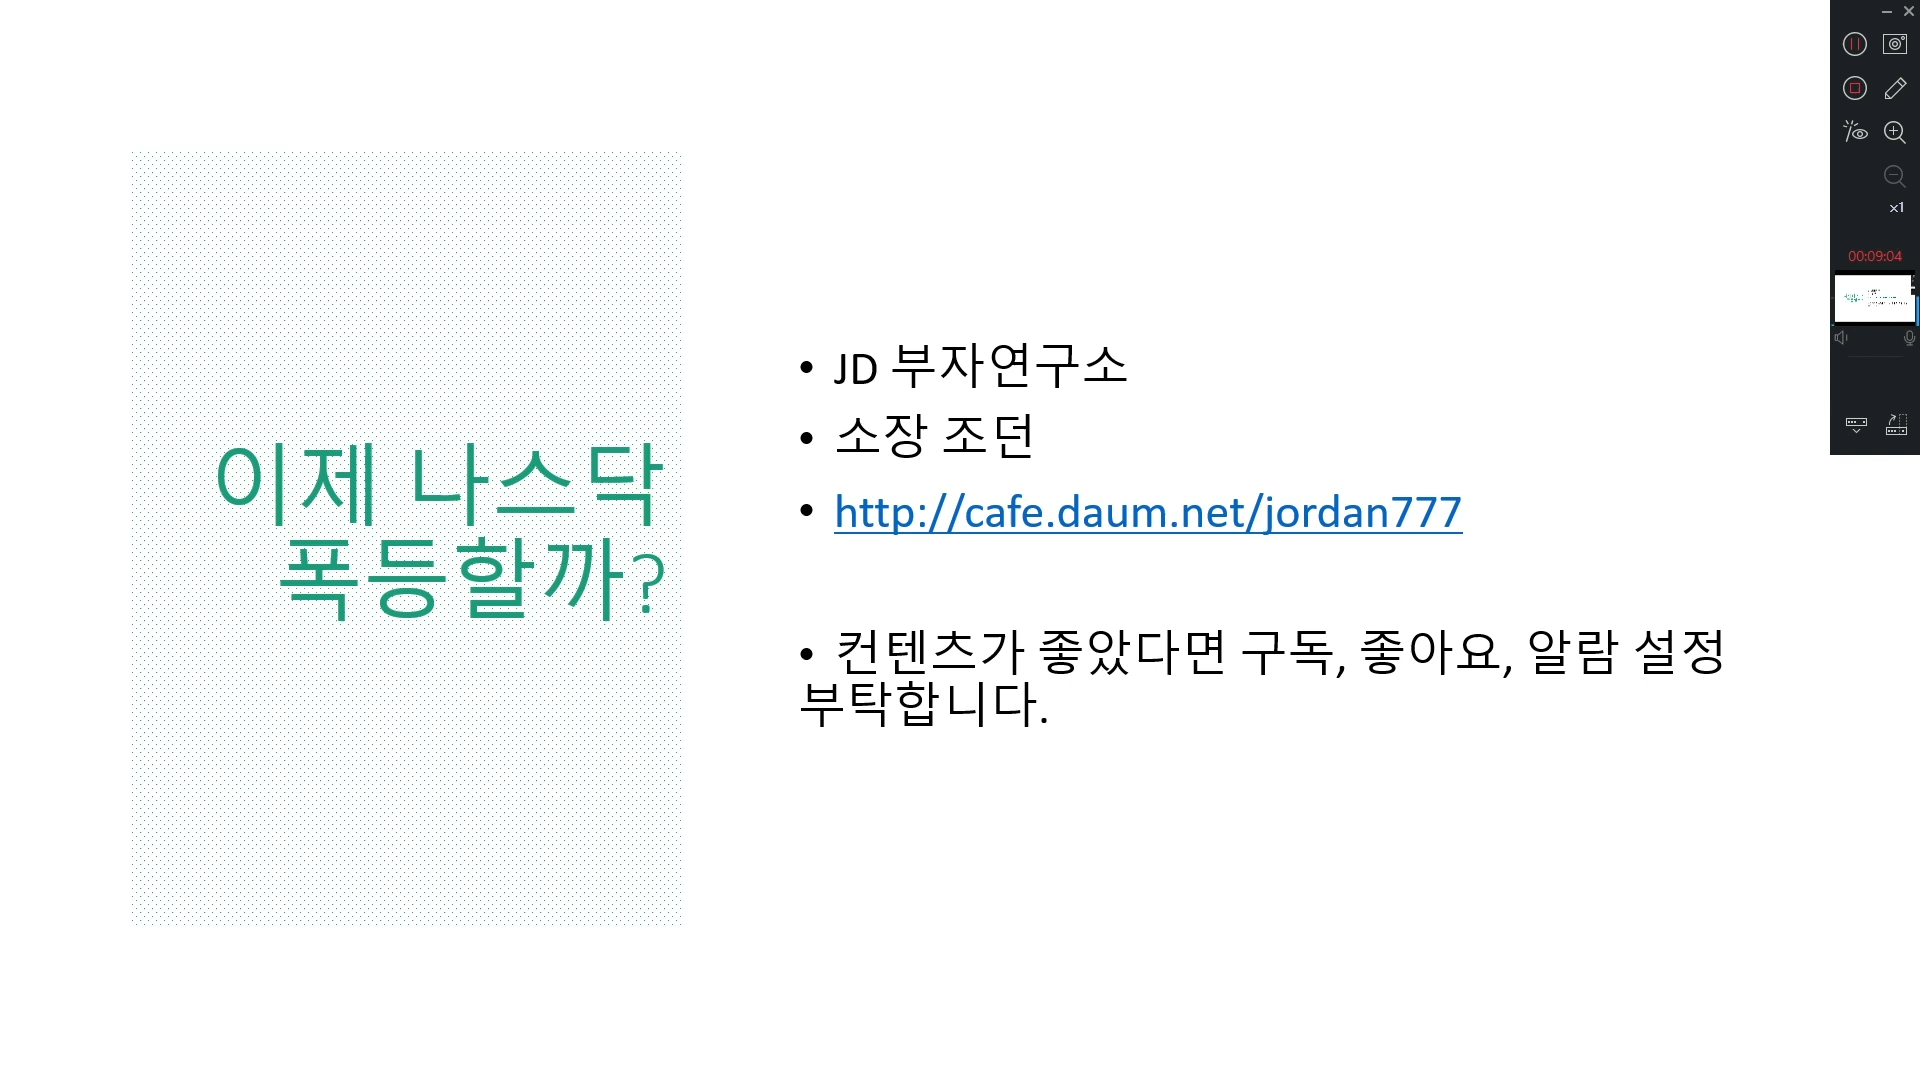 이제 나스닥
폭등할까?
• JD 부자연구소
• 소장 조던
• http://cafe.daum.net/jordan777
• 컨텐츠가 좋았다면 구독, 좋아요, 알람 설정
부탁합니다.
x1
00:09:04